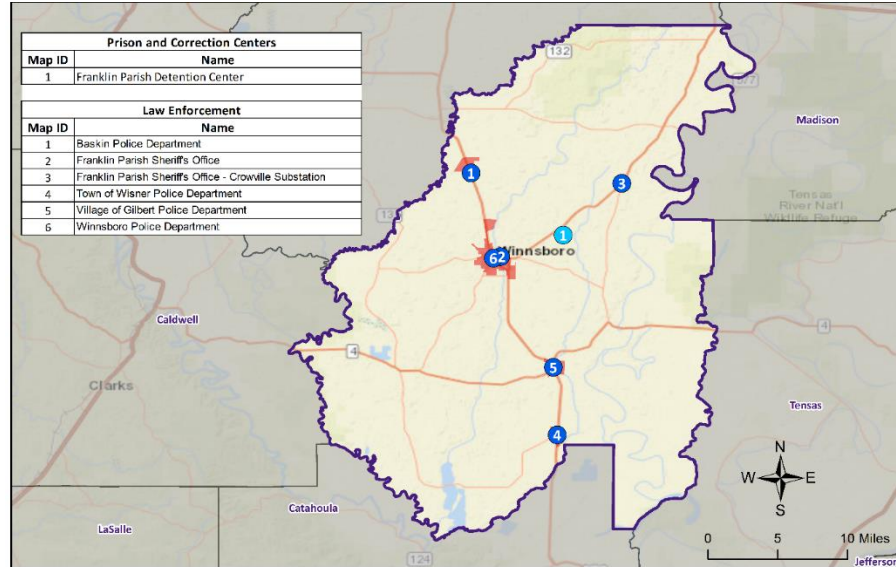 Prison and Correction Centers
Map ID Name
1 Franklin Parish Detention Center
Law Enforcement
Map ID Name
1 Baskin Police Department
2 Franklin Parish Sheriff's Office
3 Franklin Parish Sheriff's Office - Crowville Substation
4 Town of Wisner Police Department
5 Village of Gilbert Police Department
6 Winnsboro Police Department
132
577
Madison
1
3
Tensas
River Nat'l
Wildlife Refuge
1
6 2 Winnsboro
Caldwell
4
4
Clarks
5
Tensas
4
N
W E
S
Catahoula
LaSalle
124
0 5 10 Miles
Jefferson